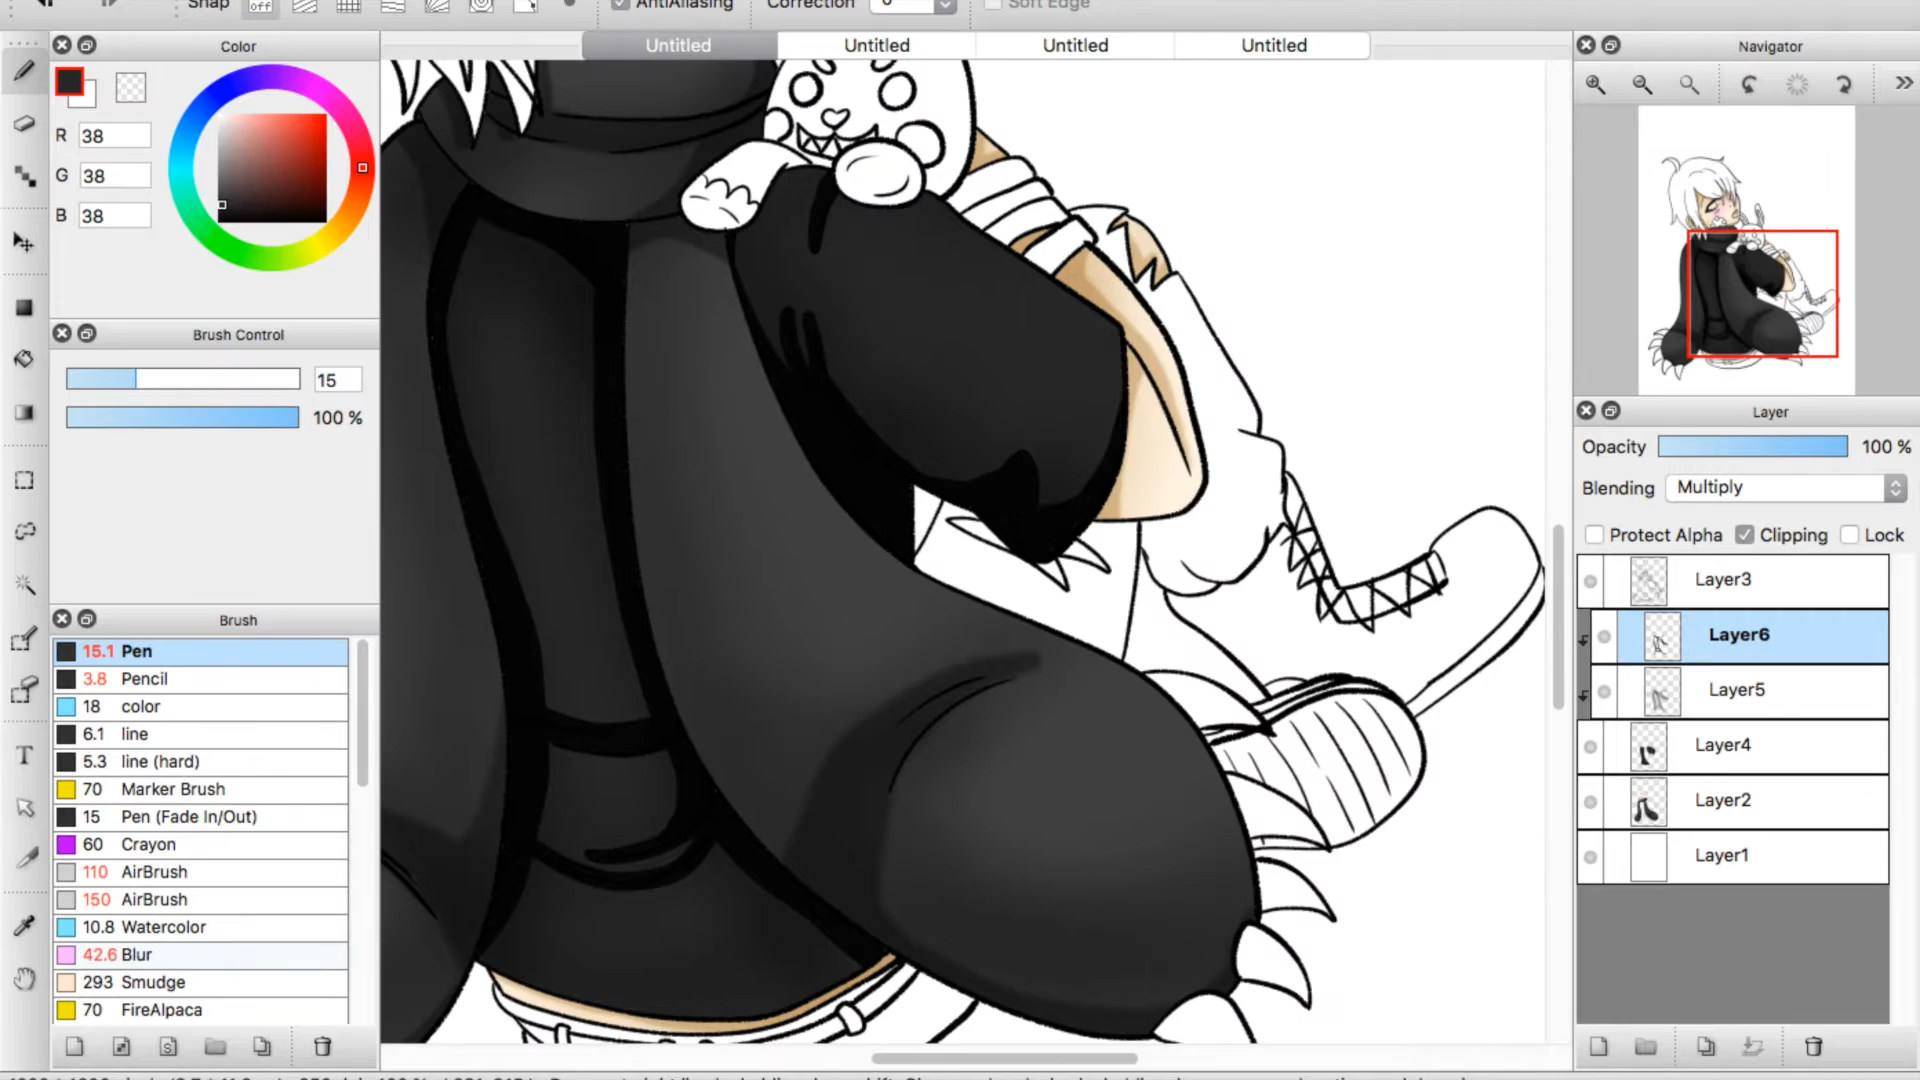 Snap
off
AntiAliasing
Correction
Soft Edge
Color
Untitled
Untitled
Untitled
Untitled
Navigator
R 38
G 38
B 38
Brush Control
15
100 %
Layer
Opacity 100 %
Blending Multiply
Protect Alpha Clipping Lock
Layer3
Layer6
Layer5
Layer4
Layer2
Layer1
Brush
15.1 Pen
3.8 Pencil
18 color
6.1 line
5.3 line (hard)
70 Marker Brush
15 Pen (Fade In/Out)
60 Crayon
110 AirBrush
150 AirBrush
10.8 Watercolor
42.6 Blur
293 Smudge
70 FireAlpaca
T
S